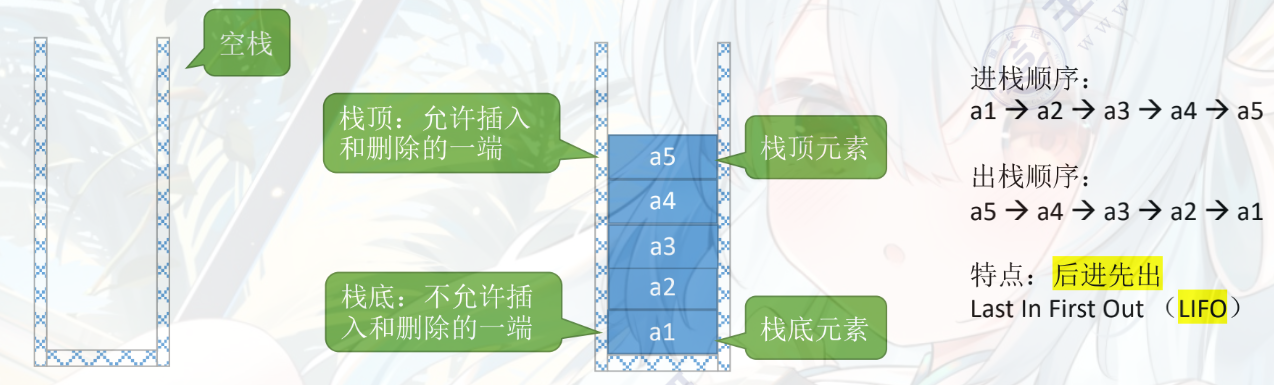 空栈
栈顶：允许插入
和删除的一端
栈底：不允许插
入和删除的一端
a5
a4
a3
a2
a1
栈顶元素
栈底元素
进栈顺序：
a1 → a2 → a3 → a4 → a5
出栈顺序：
a5 → a4 → a3 → a2 → a1
特点：后进先出
Last In First Out （LIFO）